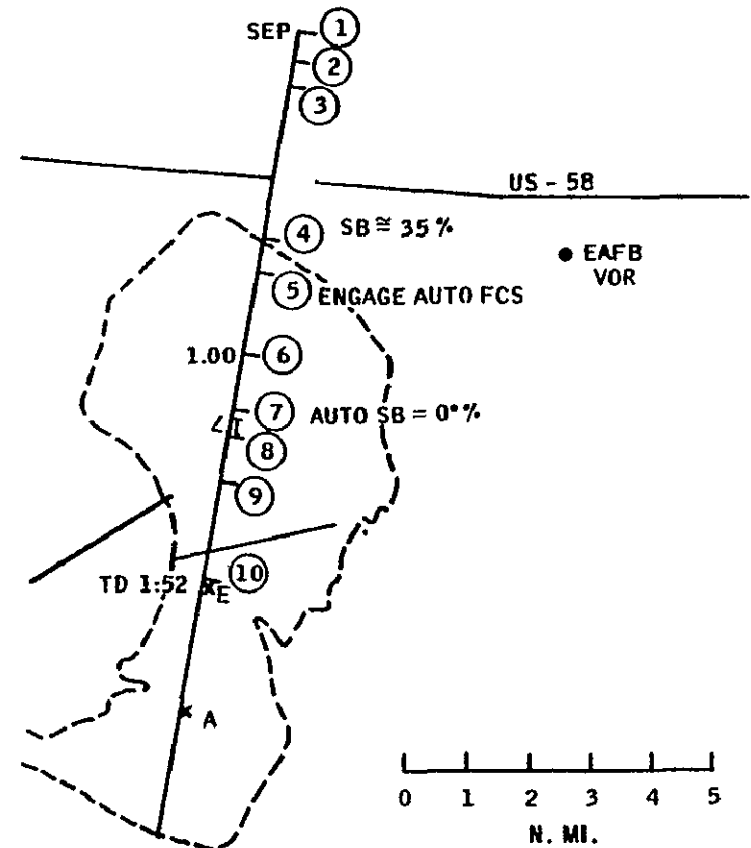 SEP 1
2
3
US - 58
4 SB ≅ 35%
EAFB
VOR
5 ENGAGE AUTO FCS
1.00 6
7 AUTO SB = 0*%
8
9
TD 1:52 10
E
A
0 1 2 3 4 5
N. MI.